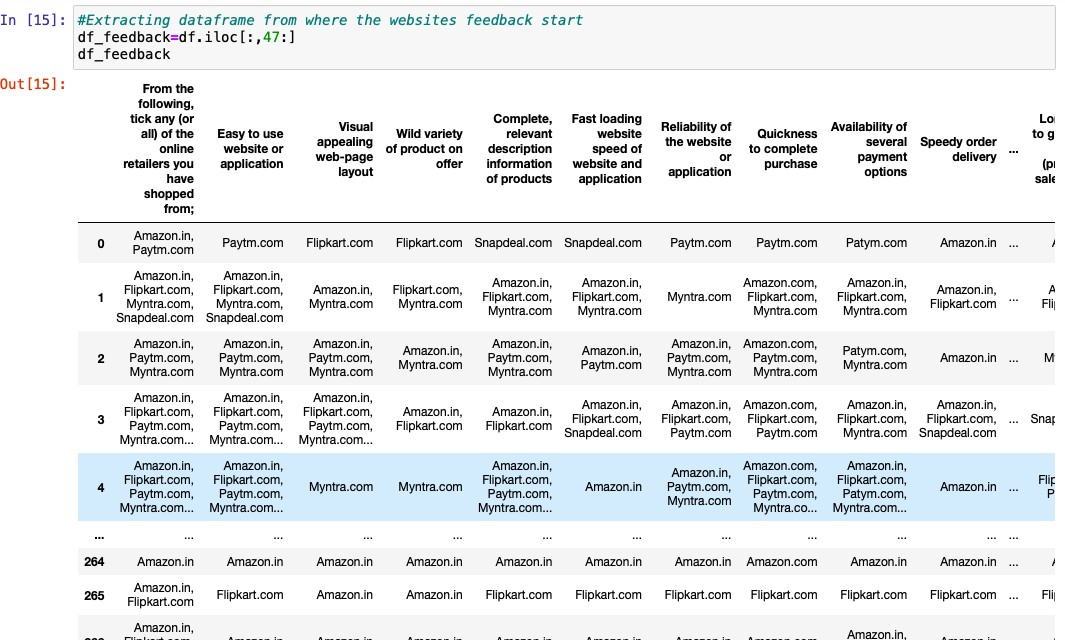 In [15]: #Extracting dataframe from where the websites feedback start
df_feedback=df.iloc[:,47:]
df_feedback
Out[15]:
From the following, tick any (or all) of the online retailers you have shopped from; Easy to use website or application Visual appealing web-page layout Wild variety of product on offer Complete, relevant description information of products Fast loading website speed of website and application Reliability of the website or application Quickness to complete purchase Availability of several payment options Speedy order delivery ...
0 Amazon.in, Paytm.com Paytm.com Flipkart.com Flipkart.com Snapdeal.com Snapdeal.com Paytm.com Paytm.com Patym.com Amazon.in ...
1 Amazon.in, Flipkart.com, Myntra.com, Snapdeal.com Amazon.in, Flipkart.com, Myntra.com, Snapdeal.com Amazon.in, Myntra.com Flipkart.com, Myntra.com Amazon.in, Flipkart.com, Myntra.com Amazon.in, Flipkart.com, Myntra.com Myntra.com Amazon.com, Flipkart.com, Myntra.com Amazon.in, Flipkart.com, Myntra.com Amazon.in, Flipkart.com ...
2 Amazon.in, Paytm.com, Myntra.com Amazon.in, Paytm.com, Myntra.com Amazon.in, Paytm.com, Myntra.com Amazon.in, Myntra.com Amazon.in, Paytm.com, Myntra.com Amazon.in, Paytm.com Amazon.in, Paytm.com, Myntra.com Amazon.com, Paytm.com, Myntra.com Patym.com, Myntra.com Amazon.in ...
3 Amazon.in, Flipkart.com, Paytm.com, Myntra.com... Amazon.in, Flipkart.com, Paytm.com, Myntra.com... Amazon.in, Flipkart.com, Paytm.com, Myntra.com... Amazon.in, Flipkart.com Amazon.in, Flipkart.com Amazon.in, Flipkart.com, Snapdeal.com Amazon.in, Flipkart.com, Paytm.com Amazon.com, Flipkart.com, Paytm.com Amazon.in, Flipkart.com, Myntra.com Amazon.in, Flipkart.com, Snapdeal.com ...
4 Amazon.in, Flipkart.com, Paytm.com, Myntra.com... Amazon.in, Flipkart.com, Paytm.com, Myntra.com... Myntra.com Myntra.com Amazon.in, Flipkart.com, Paytm.com, Myntra.com... Amazon.in Amazon.in, Paytm.com, Myntra.com Amazon.com, Flipkart.com, Paytm.com, Myntra.co... Amazon.in, Flipkart.com, Patym.com, Myntra.com... Amazon.in ...
... ... ... ... ... ... ... ... ... ... ... ...
264 Amazon.in Amazon.in Amazon.in Amazon.in Amazon.in Amazon.in Amazon.in Amazon.com Amazon.in Amazon.in ...
265 Amazon.in, Flipkart.com Flipkart.com Amazon.in Amazon.in Flipkart.com Flipkart.com Flipkart.com Flipkart.com Flipkart.com Flipkart.com ...
Amazon.in, Amazon.in,